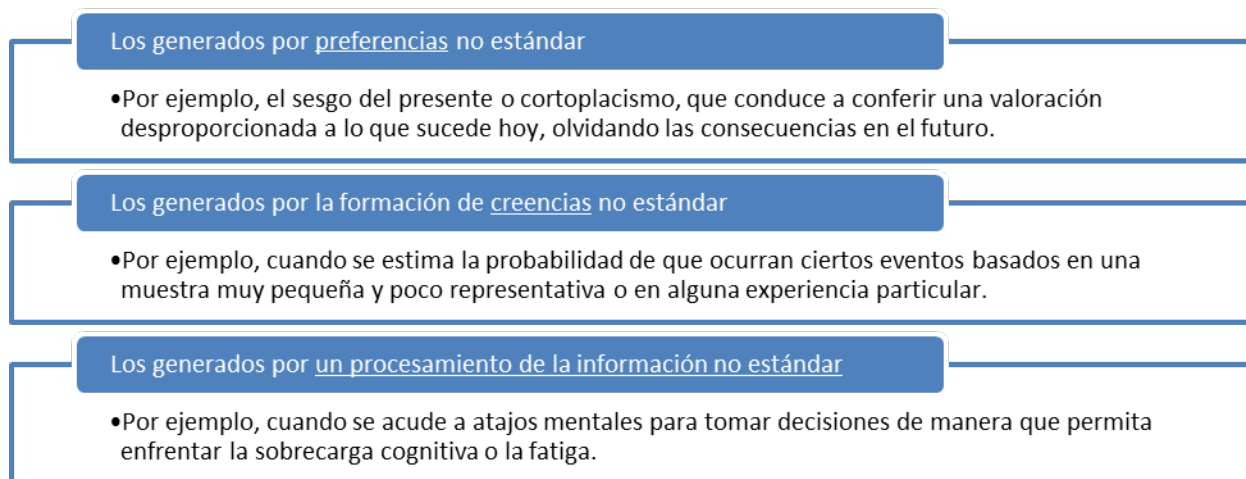 Los generados por preferencias no estándar
•Por ejemplo, el sesgo del presente o cortoplacismo, que conduce a conferir una valoración
desproporcionada a lo que sucede hoy, olvidando las consecuencias en el futuro.
Los generados por la formación de creencias no estándar
•Por ejemplo, cuando se estima la probabilidad de que ocurran ciertos eventos basados en una
muestra muy pequeña y poco representativa o en alguna experiencia particular.
Los generados por un procesamiento de la información no estándar
•Por ejemplo, cuando se acude a atajos mentales para tomar decisiones de manera que permita
enfrentar la sobrecarga cognitiva o la fatiga.